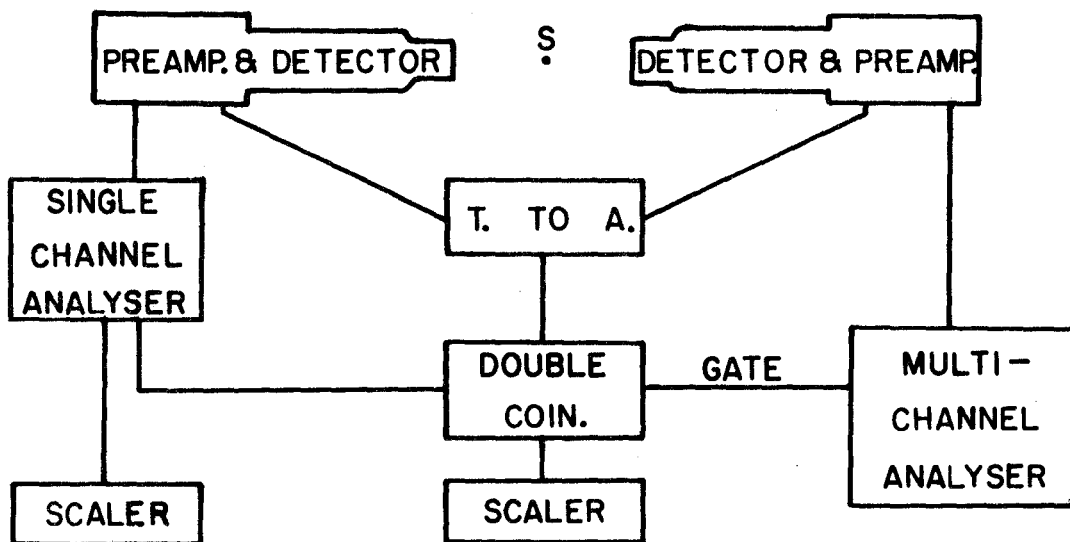 S
PREAMP. & DETECTOR
DETECTOR & PREAMP.
SINGLE
CHANNEL
ANALYSER
T. TO A.
DOUBLE
COIN.
GATE
MULTI-
CHANNEL
ANALYSER
SCALER
SCALER